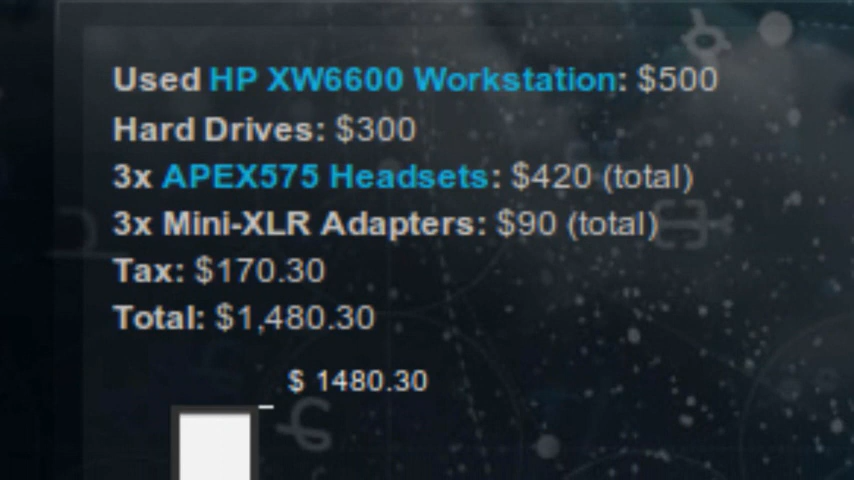 Used HP XW6600 Workstation: $500
Hard Drives: $300
3x APEX575 Headsets: $420 (total)
3x Mini-XLR Adapters: $90 (total)
Tax: $170.30
Total: $1,480.30
$ 1480.30